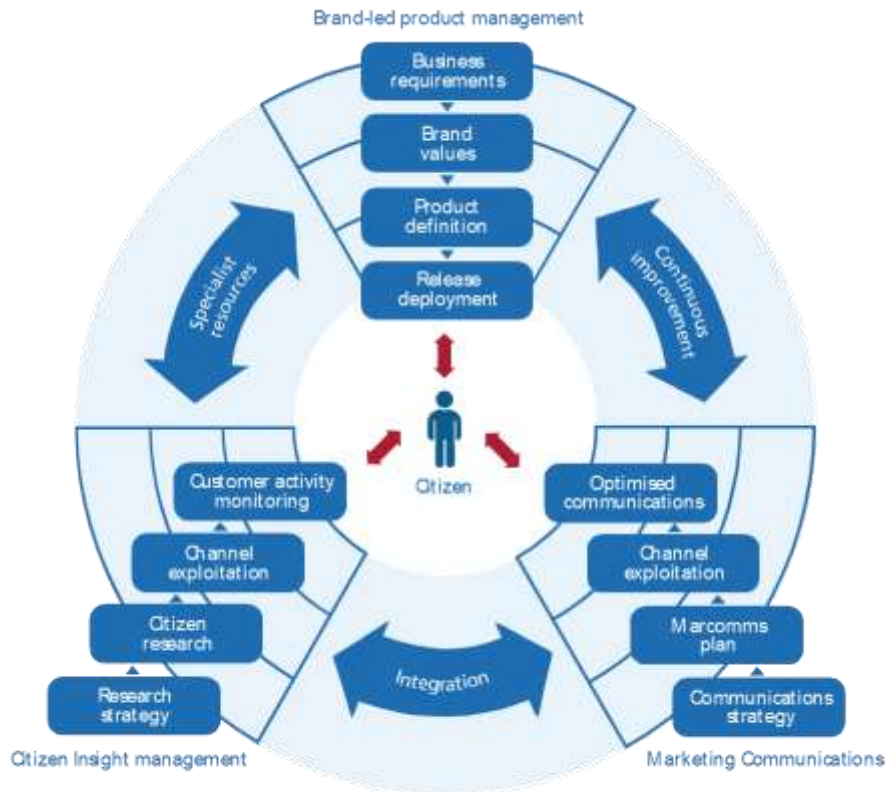 Brand-led product management
Business
requirements
Brand
values
Product
definition
Release
deployment
Specialist
resources
Continuous
improvement
Citizen
Customer activity
monitoring
Channel
exploitation
Citizen
research
Research
strategy
Citizen Insight management
Optimised
communications
Channel
exploitation
Marcomms
plan
Communications
strategy
Marketing Communications
Integration